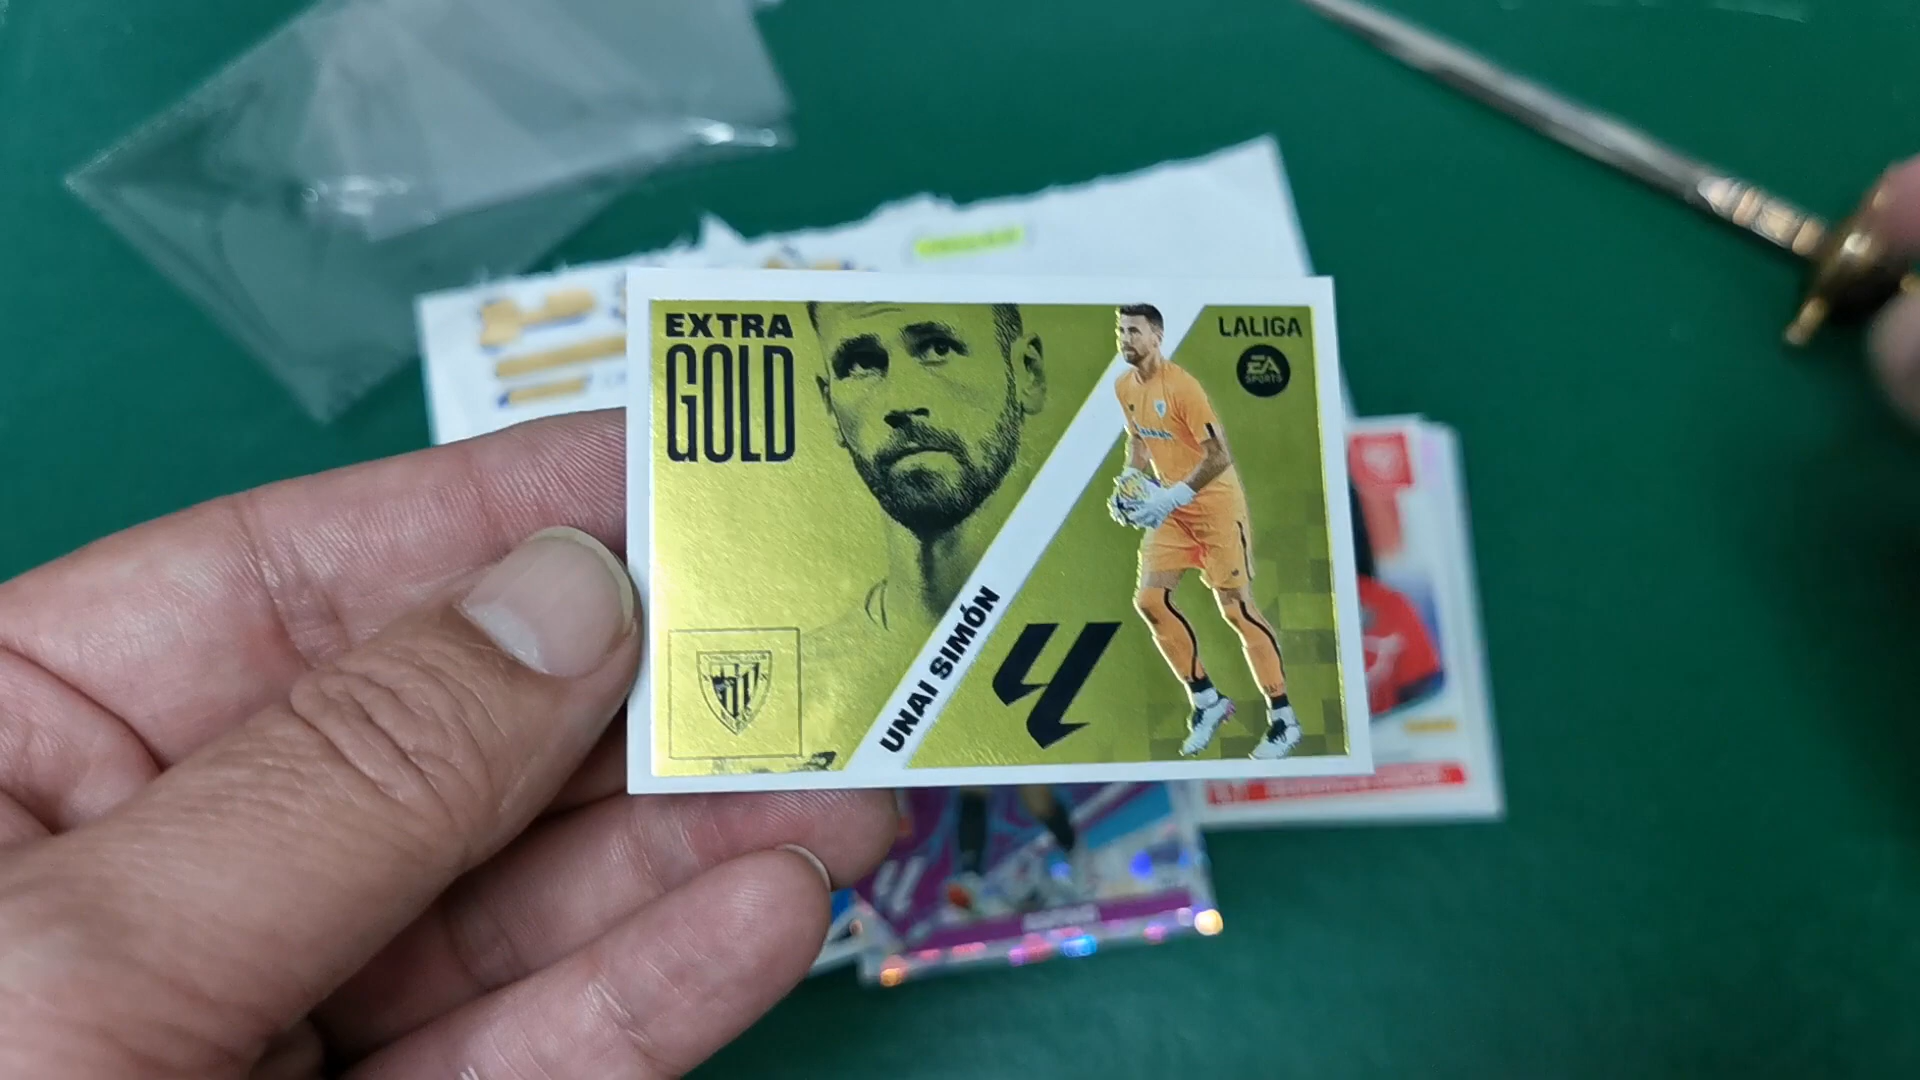 EXTRA
GOLD
LALIGA
EA
SPORTS
UNAI SIMÓN